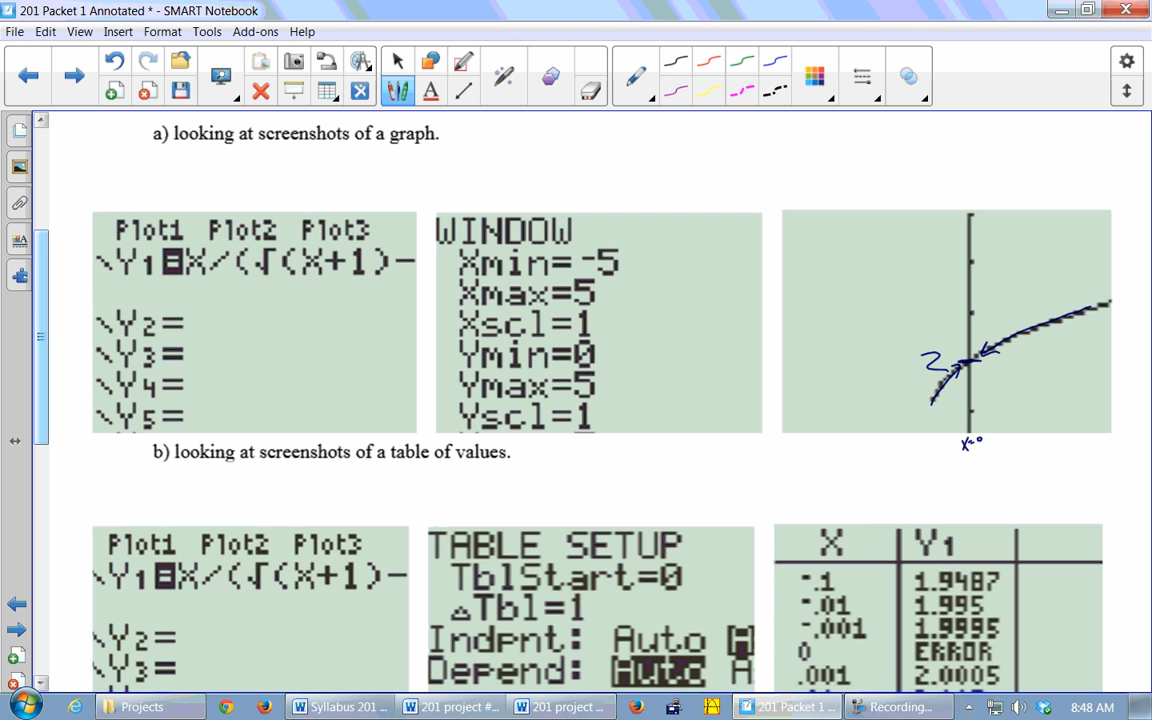 201 Packet 1 Annotated * - SMART Notebook
File Edit View Insert Format Tools Add-ons Help
a) looking at screenshots of a graph.
Plot1 Plot2 Plot3
\Y1=X/(√(X+1)-
\Y2=
\Y3=
\Y4=
\Y5=
WINDOW
Xmin=-5
Xmax=5
Xscl=1
Ymin=0
Ymax=5
Yscl=1
2
x=0
b) looking at screenshots of a table of values.
Plot1 Plot2 Plot3
\Y1=X/(√(X+1)-
\Y2=
\Y3=
TABLE SETUP
TblStart=0
△Tbl=1
Indpnt: Auto A
Depend: Auto A
X Y1
-.1 1.9487
-.01 1.995
-.001 1.9995
0 ERROR
.001 2.0005
Projects
Syllabus 201 ...
201 project #...
201 project ...
201 Packet 1 ...
Recording...
8:48 AM